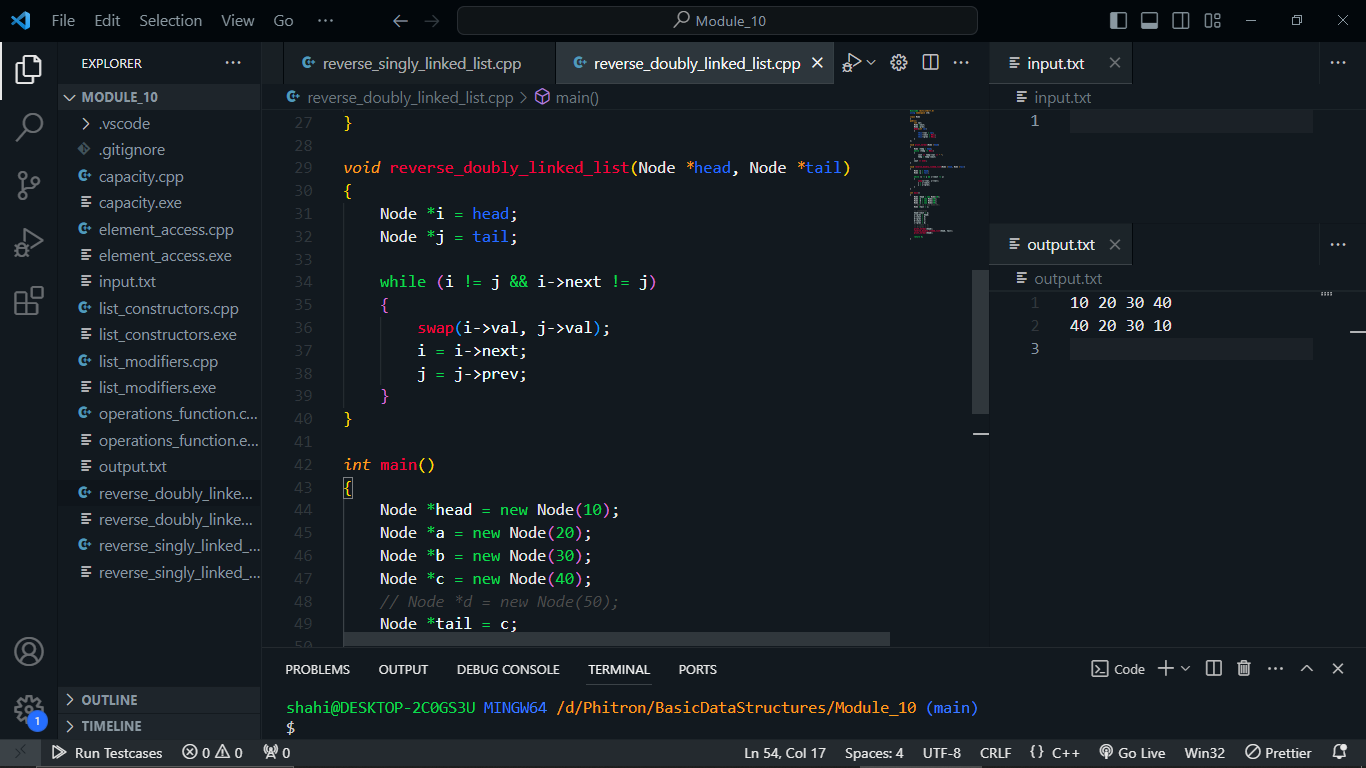 File Edit Selection View Go ··· Module_10
EXPLORER ···
MODULE_10
.vscode
.gitignore
capacity.cpp
capacity.exe
element_access.cpp
element_access.exe
input.txt
list_constructors.cpp
list_constructors.exe
list_modifiers.cpp
list_modifiers.exe
operations_function.c...
operations_function.e...
output.txt
reverse_doubly_linke...
reverse_doubly_linke...
reverse_singly_linked_...
reverse_singly_linked_...
OUTLINE
TIMELINE
reverse_singly_linked_list.cpp reverse_doubly_linked_list.cpp
reverse_doubly_linked_list.cpp > main()
27 }
28
29 void reverse_doubly_linked_list(Node *head, Node *tail)
30 {
31 Node *i = head;
32 Node *j = tail;
33
34 while (i != j && i->next != j)
35 {
36 swap(i->val, j->val);
37 i = i->next;
38 j = j->prev;
39 }
40 }
41
42 int main()
43 {
44 Node *head = new Node(10);
45 Node *a = new Node(20);
46 Node *b = new Node(30);
47 Node *c = new Node(40);
48 // Node *d = new Node(50);
49 Node *tail = c;
50
input.txt
input.txt
1
output.txt
output.txt
1 10 20 30 40
2 40 20 30 10
3
PROBLEMS OUTPUT DEBUG CONSOLE TERMINAL PORTS Code
shahi@DESKTOP-2C0GS3U MINGW64 /d/Phitron/BasicDataStructures/Module_10 (main)
$
1
Run Testcases 0 0 0 Ln 54, Col 17 Spaces: 4 UTF-8 CRLF {} C++ Go Live Win32 Prettier